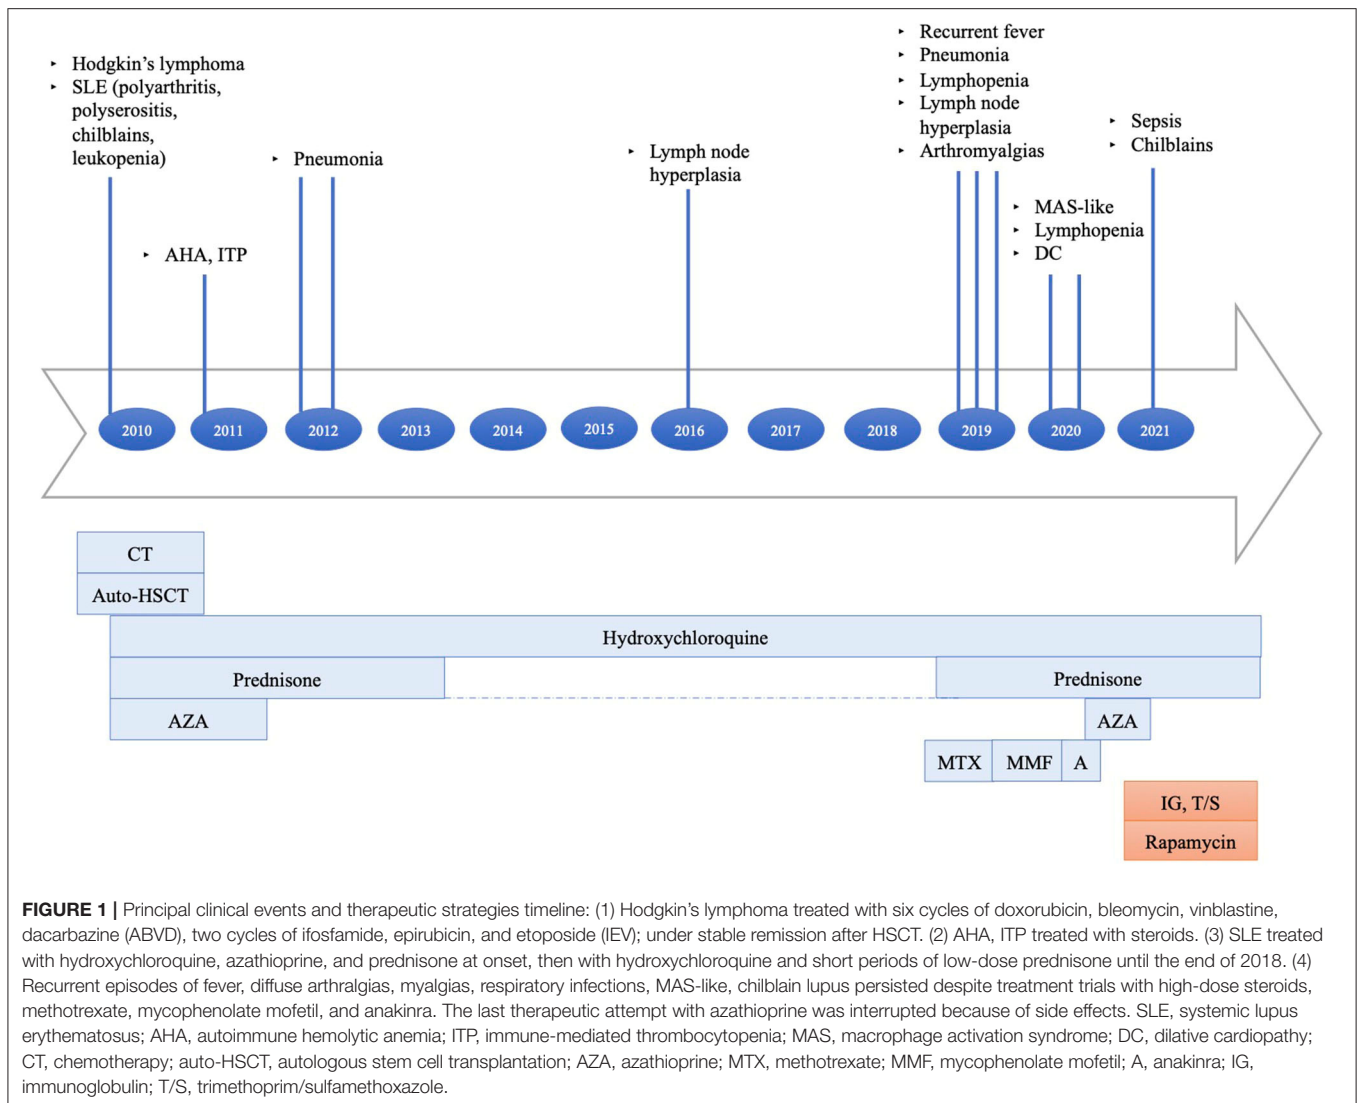 ▸ Hodgkin's lymphoma
▸ SLE (polyarthritis,
polyserositis,
chilblains,
leukopenia)
▸ AHA, ITP
▸ Pneumonia
▸ Lymph node
hyperplasia
▸ Recurrent fever
▸ Pneumonia
▸ Lymphopenia
▸ Lymph node
hyperplasia
▸ Arthromyalgias
▸ MAS-like
▸ Lymphopenia
▸ DC
▸ Sepsis
▸ Chilblains
2010 2011 2012 2013 2014 2015 2016 2017 2018 2019 2020 2021
CT
Auto-HSCT
Hydroxychloroquine
Prednisone Prednisone
AZA AZA
MTX MMF A
IG, T/S
Rapamycin
FIGURE 1 | Principal clinical events and therapeutic strategies timeline: (1) Hodgkin's lymphoma treated with six cycles of doxorubicin, bleomycin, vinblastine,
dacarbazine (ABVD), two cycles of ifosfamide, epirubicin, and etoposide (IEV); under stable remission after HSCT. (2) AHA, ITP treated with steroids. (3) SLE treated
with hydroxychloroquine, azathioprine, and prednisone at onset, then with hydroxychloroquine and short periods of low-dose prednisone until the end of 2018. (4)
Recurrent episodes of fever, diffuse arthralgias, myalgias, respiratory infections, MAS-like, chilblain lupus persisted despite treatment trials with high-dose steroids,
methotrexate, mycophenolate mofetil, and anakinra. The last therapeutic attempt with azathioprine was interrupted because of side effects. SLE, systemic lupus
erythematosus; AHA, autoimmune hemolytic anemia; ITP, immune-mediated thrombocytopenia; MAS, macrophage activation syndrome; DC, dilative cardiopathy;
CT, chemotherapy; auto-HSCT, autologous stem cell transplantation; AZA, azathioprine; MTX, methotrexate; MMF, mycophenolate mofetil; A, anakinra; IG,
immunoglobulin; T/S, trimethoprim/sulfamethoxazole.